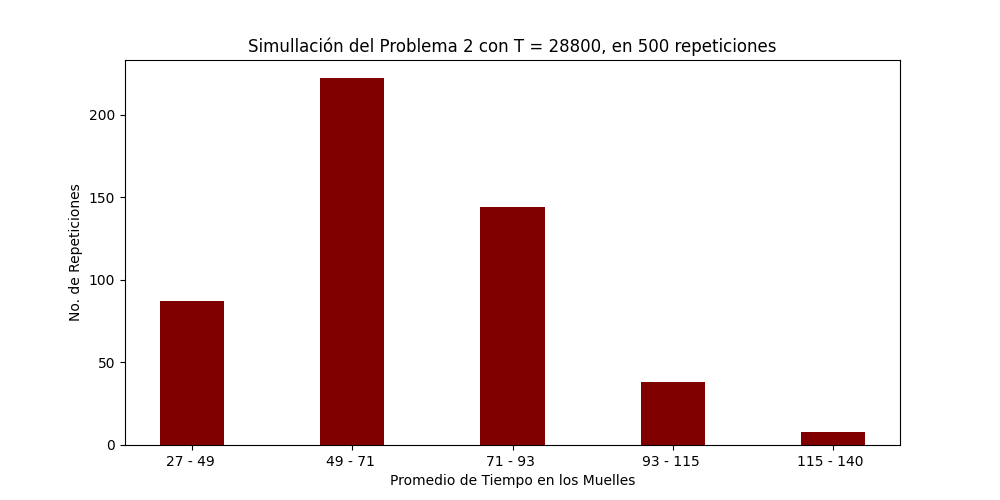 Simullación del Problema 2 con T = 28800, en 500 repeticiones
No. de Repeticiones
200
150
100
50
0
27 - 49
49 - 71
71 - 93
93 - 115
115 - 140
Promedio de Tiempo en los Muelles